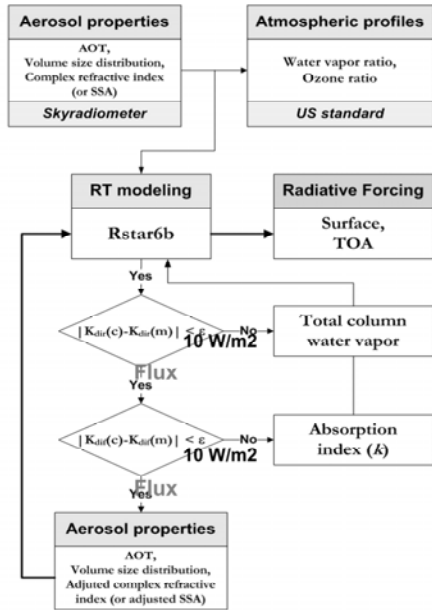 Aerosol properties
AOT,
Volume size distribution,
Complex refractive index
(or SSA)
Skyradiometer
Atmospheric profiles
Water vapor ratio,
Ozone ratio
US standard
RT modeling
Rstar6b
Radiative Forcing
Surface,
TOA
Yes
| Kdir(c)-Kdir(m) | < ε
10 W/m2
No
Total column
water vapor
Flux
Yes
| Kdif(c)-Kdif(m) | < ε
10 W/m2
No
Absorption
index (k)
Flux
Yes
Aerosol properties
AOT,
Volume size distribution,
Adjuted complex refractive
index (or adjusted SSA)